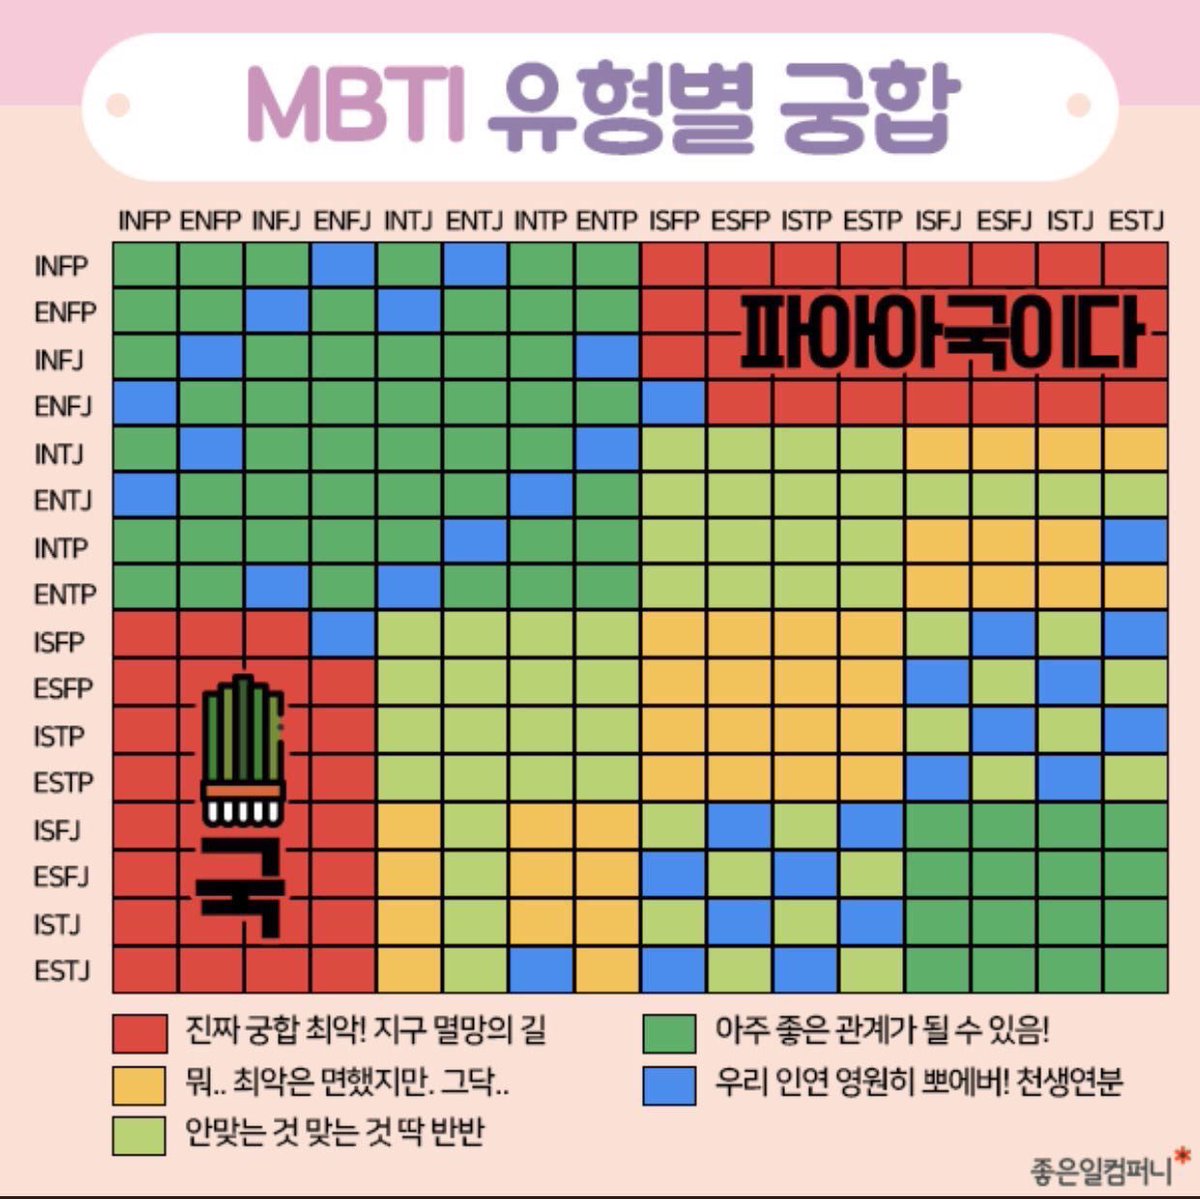 MBTI 유형별 궁합
INFP ENFP INFJ ENFJ INTJ ENTJ INTP ENTP ISFP ESFP ISTP ESTP ISFJ ESFJ ISTJ ESTJ
INFP
ENFP
파아아국이다
INFJ
ENFJ
INTJ
ENTJ
INTP
ENTP
ISFP
ESFP
ISTP
ESTP
ISFJ
국
ESFJ
ISTJ
ESTJ
진짜 궁합 최악! 지구 멸망의 길
아주 좋은 관계가 될 수 있음!
뭐.. 최악은 면했지만. 그닥..
우리 인연 영원히 뽀에버! 천생연분
안맞는 것 맞는 것 딱 반반
좋은일컴퍼니